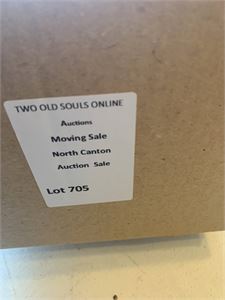 TWO OLD SOULS ONLINE
Auctions
Moving Sale
North Canton
Auction Sale
Lot 705